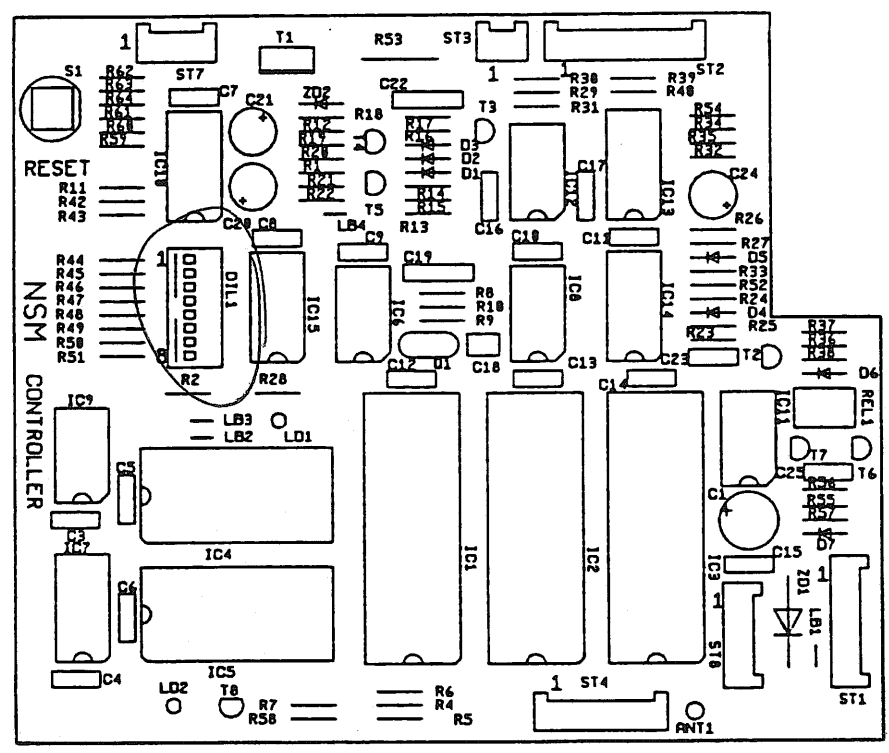 1
ST7
T1
R53
ST3
1
1
ST2
S1
R62
R63
R64
R61
R60
R59
C7
C21
ZD2
C22
T3
R30
R29
R31
R39
R40
R54
R34
R35
R32
R12
R19
R20
R1
R21
R22
R18
T4
R17
R16
D3
D2
D1
R14
R15
R13
T5
LB4
RESET
R11
R42
R43
IC10
C20
C8
C9
C16
IC12
C17
IC13
C24
R26
R27
D5
R33
R52
R24
D4
R25
R23
C10
C11
R44
R45
R46
R47
R48
R49
R50
R51
1
8
DIL1
IC15
IC6
C19
R8
R10
R9
C18
IC8
IC14
C23
T2
R37
R36
R38
D6
NSM CONTROLLER
R2
R28
C12
C13
C14
IC9
LB3
LB2
LD1
IC11
REL1
T7
T6
C25
R56
R55
R57
D7
C5
C1
C3
IC7
IC4
IC1
IC2
IC3
C15
ZD1
LB1
1
1
ST8
ST1
C6
IC5
C4
LD2
T8
R7
R58
R6
R4
R5
1
ST4
ANT1